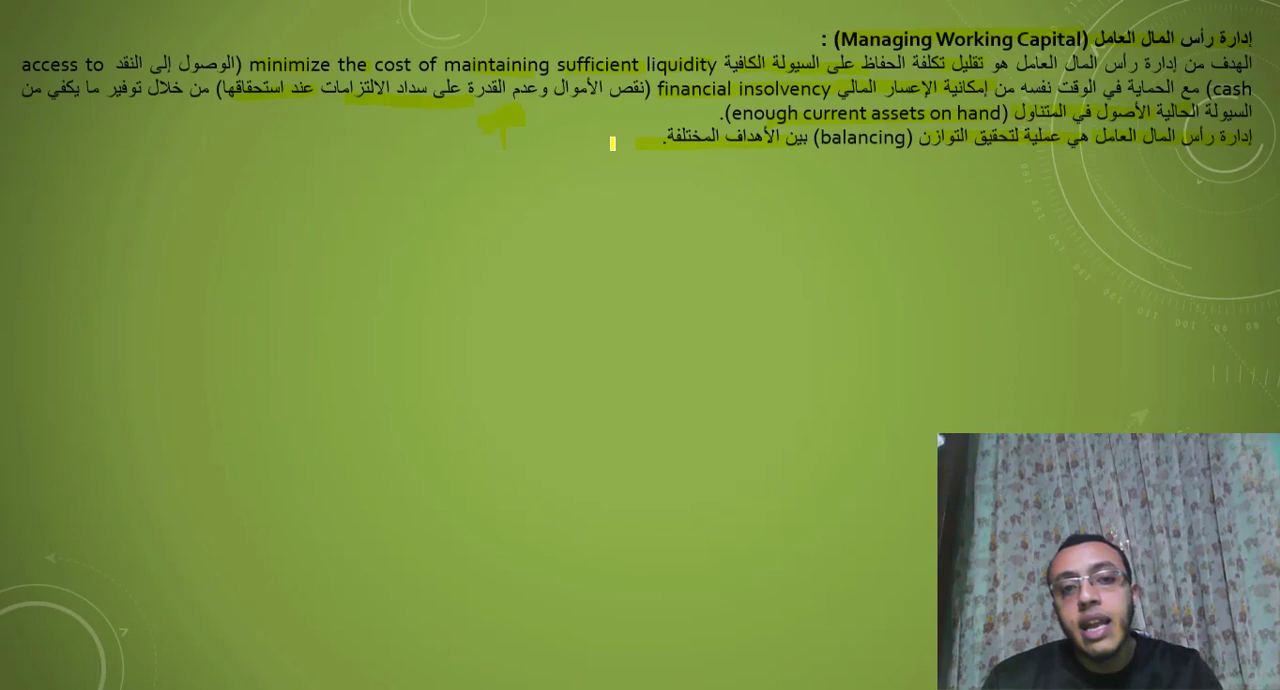 إدارة رأس المال العامل (Managing Working Capital) :
الهدف من إدارة رأس المال العامل هو تقليل تكلفة الحفاظ على السيولة الكافية minimize the cost of maintaining sufficient liquidity (الوصول إلى النقد access to
cash) مع الحماية في الوقت نفسه من إمكانية الإعسار المالي financial insolvency (نقص الأموال وعدم القدرة على سداد الالتزامات عند استحقاقها) من خلال توفير ما يكفي من
السيولة الحالية الأصول في المتناول (enough current assets on hand).
إدارة رأس المال العامل هي عملية لتحقيق التوازن (balancing) بين الأهداف المختلفة.